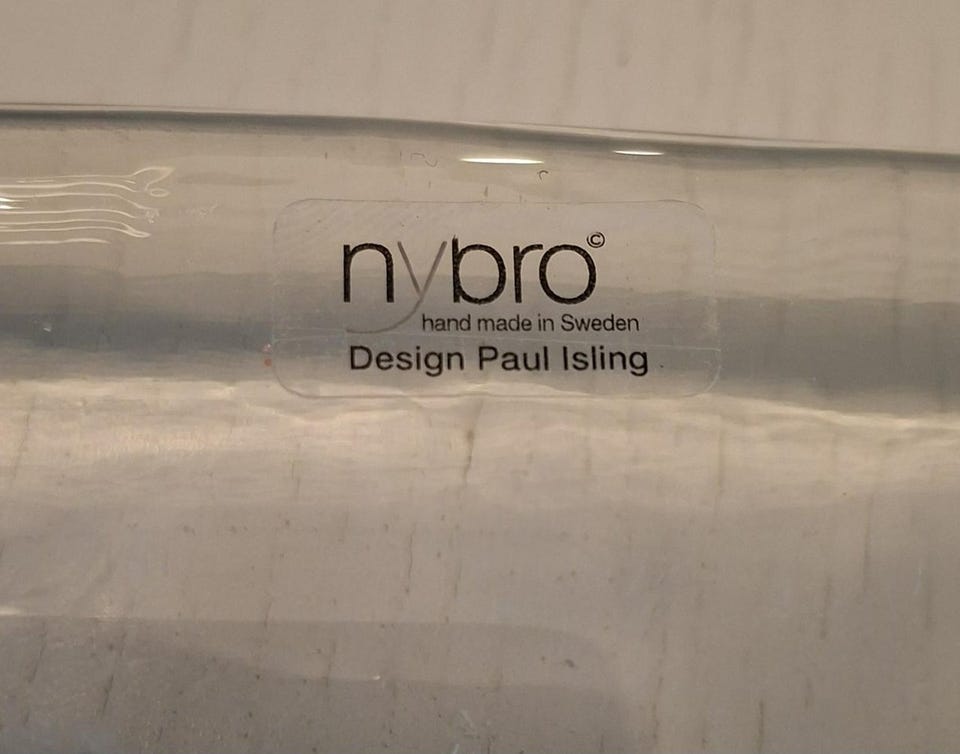 nybro©
hand made in Sweden
Design Paul Isling